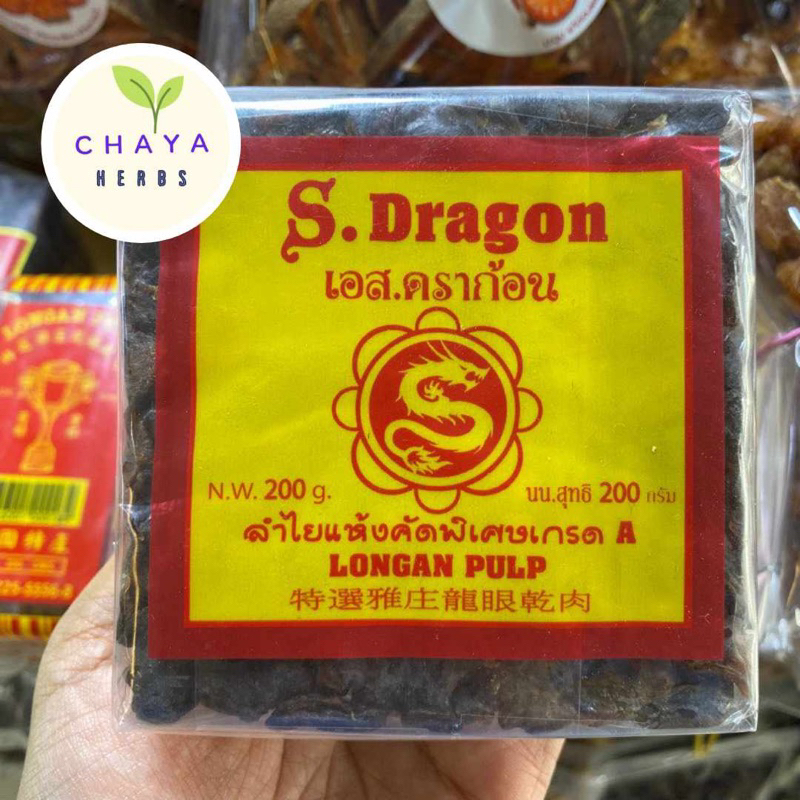 CHAYA
HERBS
S. Dragon
เอส.ดราก้อน
N.W. 200 g.
นน.สุทธิ 200 กรัม
ลำไยแห้งคัดพิเศษเกรด A
LONGAN PULP
特選雅庄龍眼乾肉
LONGAN